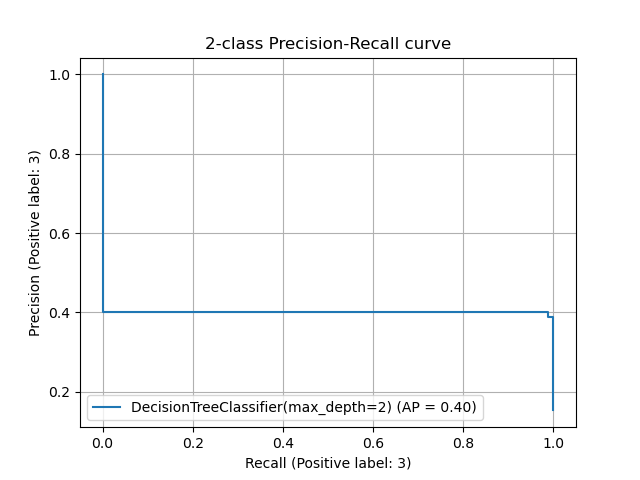 2-class Precision-Recall curve
Precision (Positive label: 3)
1.0
0.8
0.6
0.4
0.2
DecisionTreeClassifier(max_depth=2) (AP = 0.40)
0.0 0.2 0.4 0.6 0.8 1.0
Recall (Positive label: 3)